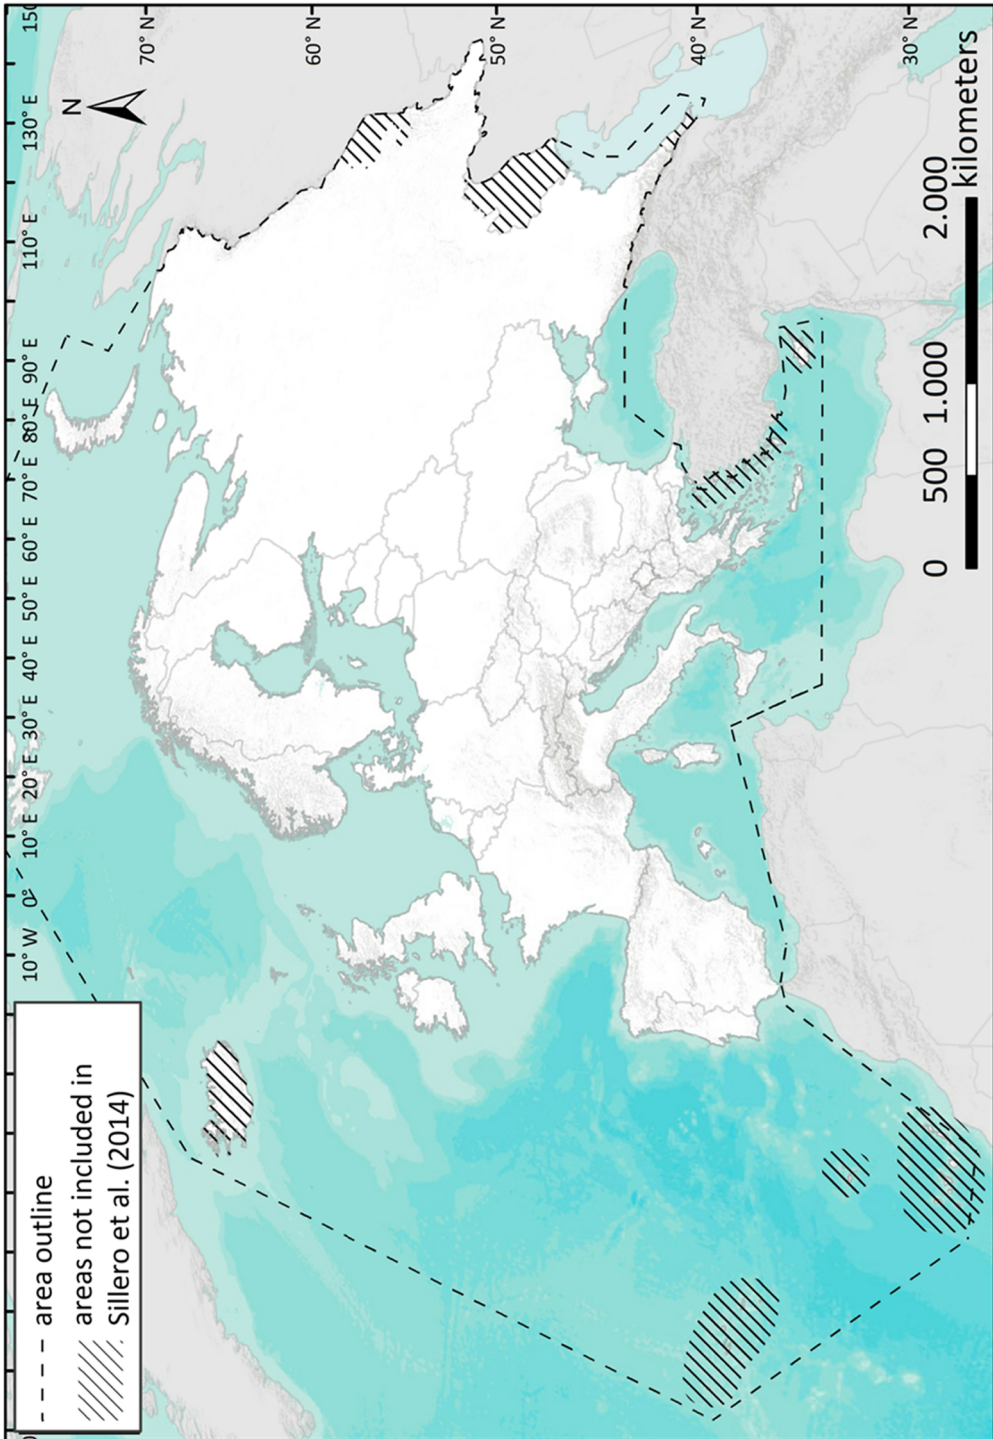 10° W
0°
10° E
20° E
30° E
40° E
50° E
60° E
70° E
80° E
90° E
110° E
130° E
150
area outline
areas not included in
Sillero et al. (2014)
N
70° N
60° N
50° N
40° N
30° N
0 500 1.000 2.000
kilometers